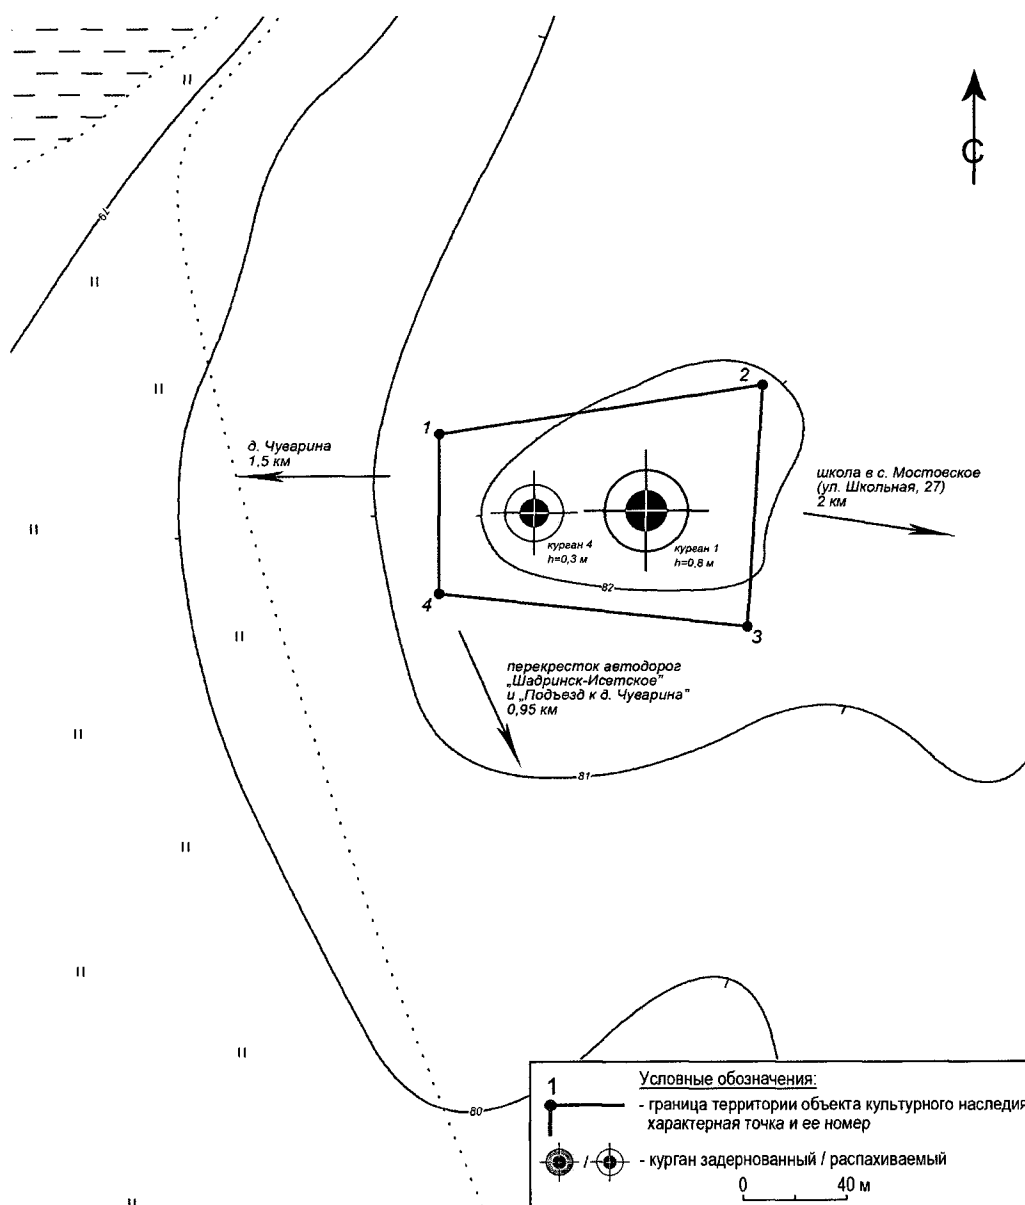 С
79
2
1
д. Чуварина
1,5 км
школа в с. Мостовское
(ул. Школьная, 27)
2 км
курган 4
h=0,3 м
курган 1
h=0,8 м
82
4
3
перекресток автодорог
„Шадринск-Исетское”
и „Подъезд к д. Чуварина”
0,95 км
81
80
Условные обозначения:
1
- граница территории объекта культурного наследия
характерная точка и ее номер
/ - курган задернованный / распахиваемый
0 40 м